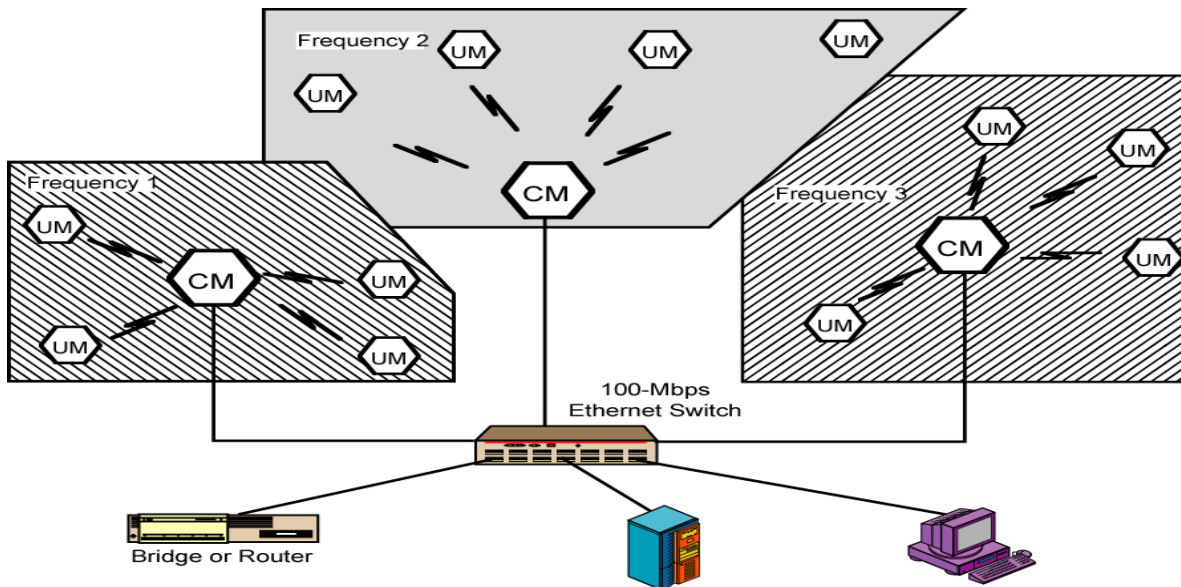 Frequency 2
UM
UM
UM
UM
CM
Frequency 1
UM
CM
UM
UM
UM
Frequency 3
UM
UM
CM
UM
UM
100-Mbps
Ethernet Switch
Bridge or Router